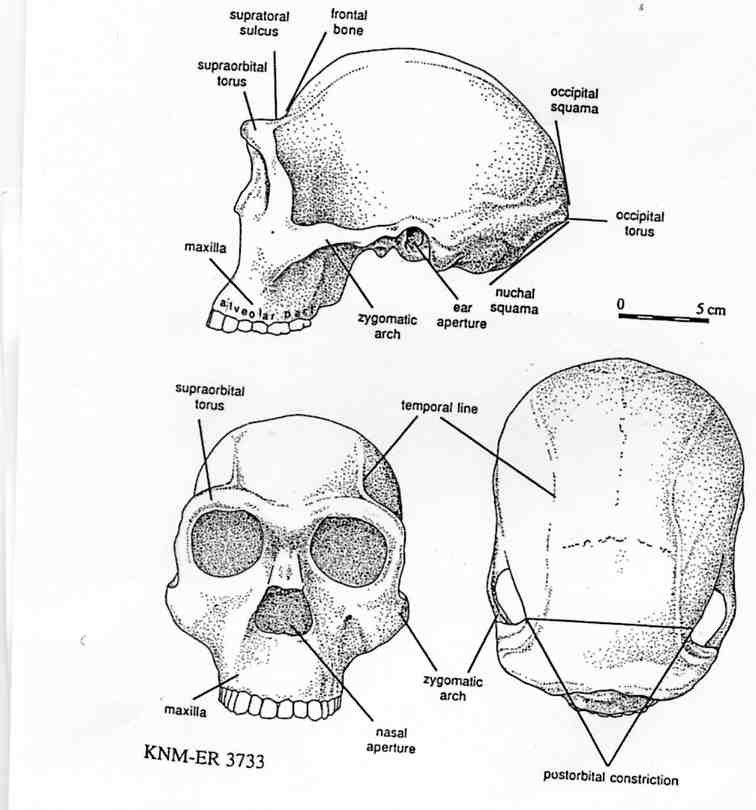 supratoral
sulcus
frontal
bone
supraorbital
torus
occipital
squama
occipital
torus
maxilla
alveolar part
zygomatic
arch
ear
aperture
nuchal
squama
0 5 cm
supraorbital
torus
temporal line
maxilla
nasal
aperture
zygomatic
arch
KNM-ER 3733
postorbital constriction